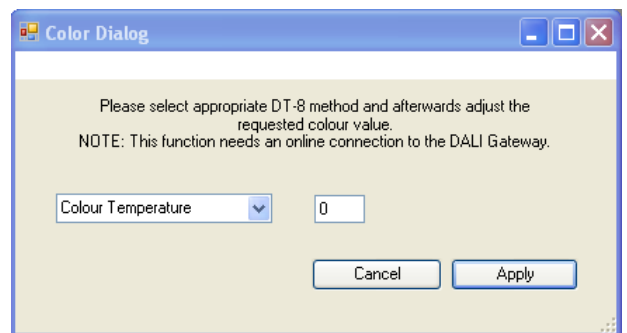 Color Dialog
Please select appropriate DT-8 method and afterwards adjust the
requested colour value.
NOTE: This function needs an online connection to the DALI Gateway.
Colour Temperature 0
Cancel Apply